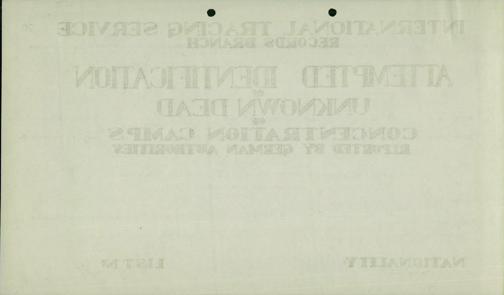 INTERNATIONAL TRACING SERVICE
RECORDS BRANCH
ATTEMPTED IDENTIFICATION
OF
UNKNOWN DEAD
OF
CONCENTRATION CAMPS
REPORTED BY GERMAN AUTHORITIES
NATIONALITY
LIST Nº